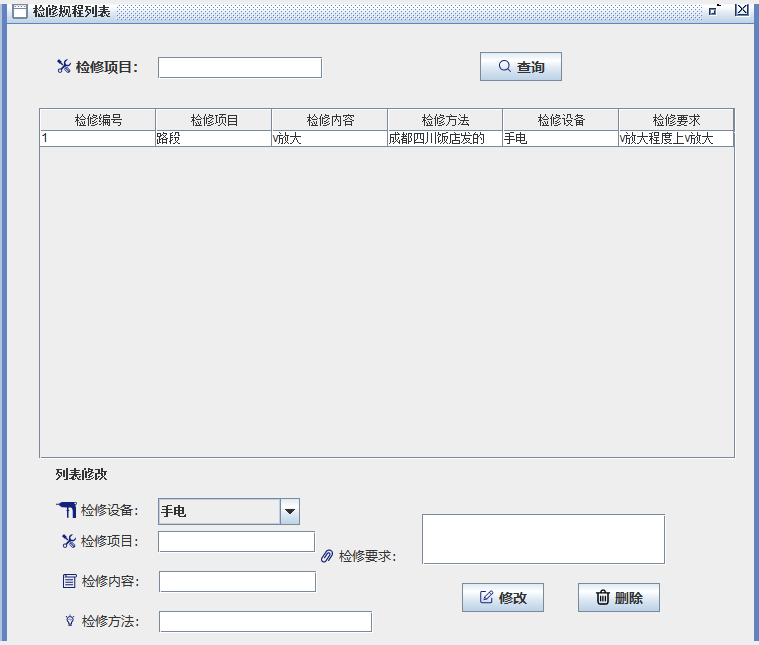 检修规程列表
检修项目： 查询
检修编号 检修项目 检修内容 检修方法 检修设备 检修要求
1 路段 v放大 成都四川饭店发的 手电 v放大程度上v放大
列表修改
检修设备： 手电
检修项目：
检修要求：
检修内容：
修改 删除
检修方法：